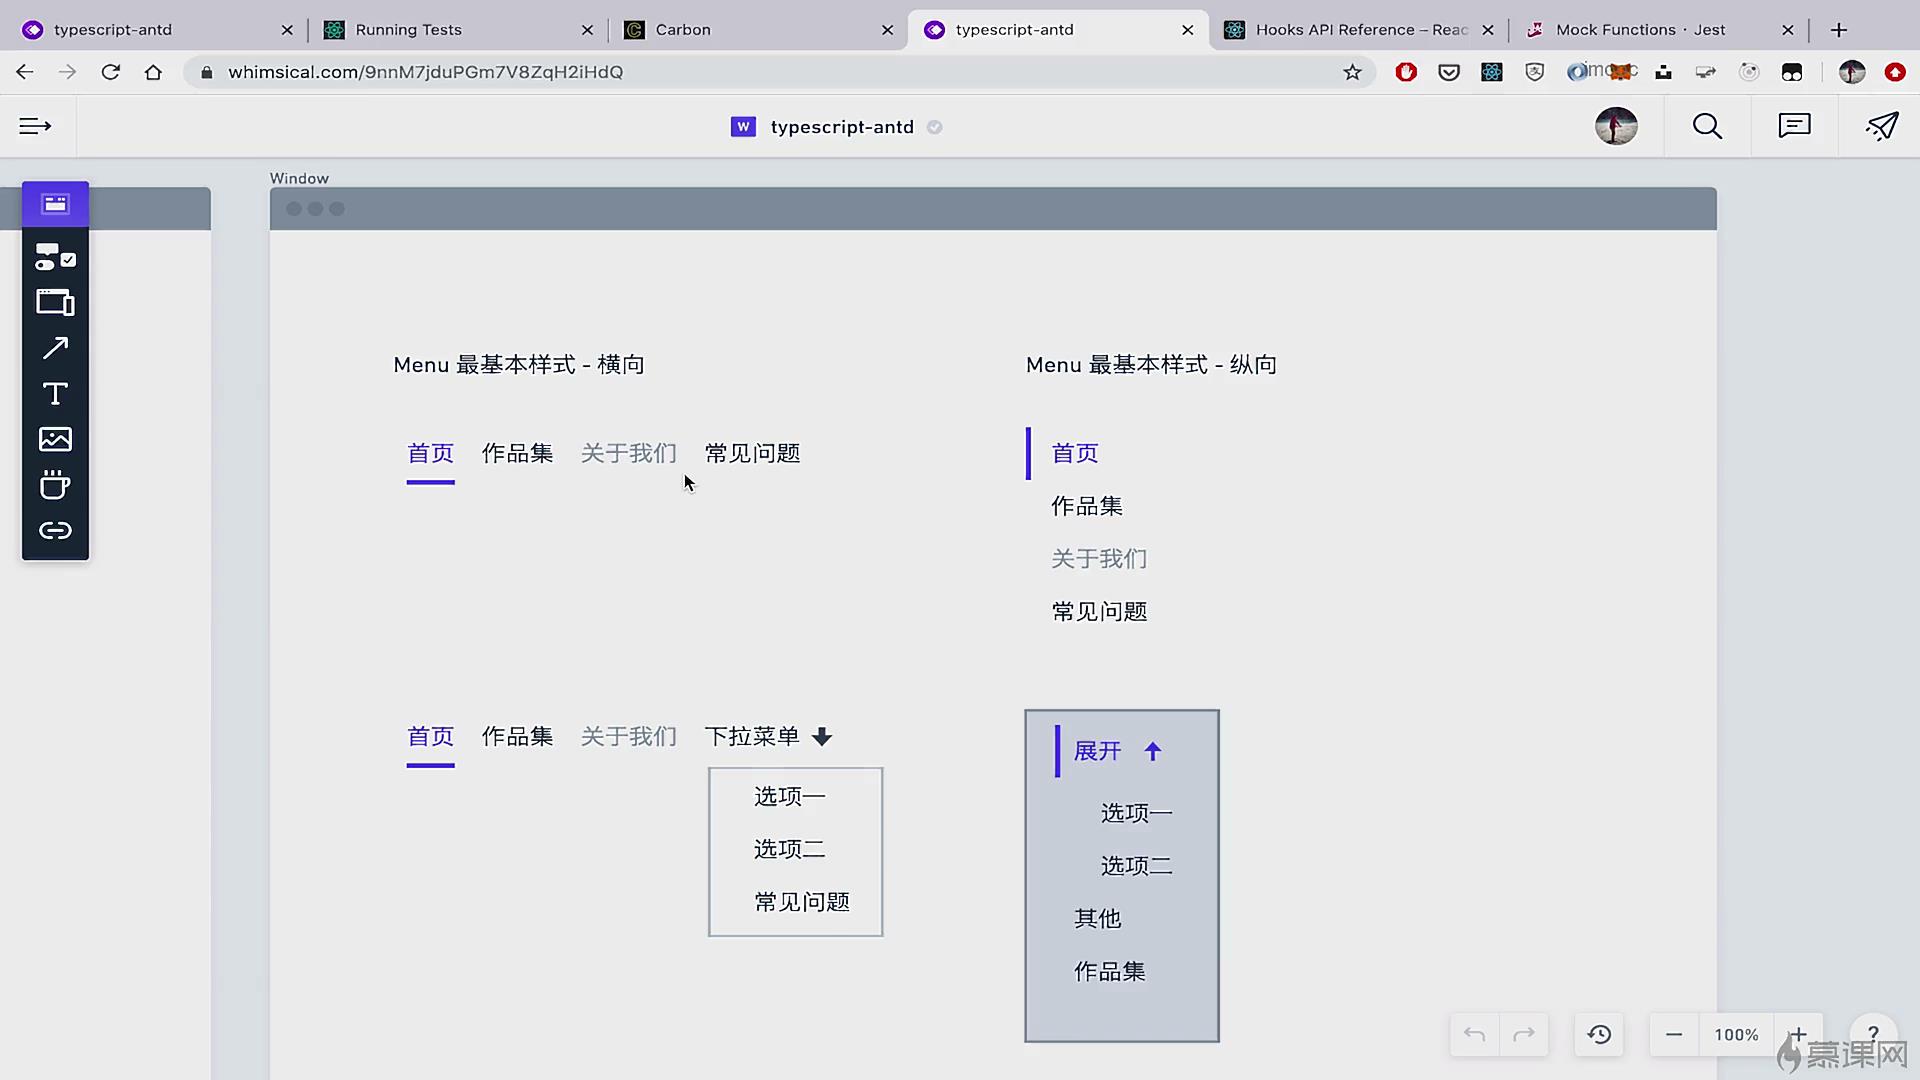 typescript-antd
Running Tests
Carbon
typescript-antd
Hooks API Reference – Reac
Mock Functions · Jest
whimsical.com/9nnM7jduPGm7V8ZqH2iHdQ
imooc
W typescript-antd
Window
Menu 最基本样式 - 横向
Menu 最基本样式 - 纵向
首页 作品集 关于我们 常见问题
首页
作品集
关于我们
常见问题
首页 作品集 关于我们 下拉菜单
选项一
选项二
常见问题
展开
选项一
选项二
其他
作品集
100%
?
慕课网